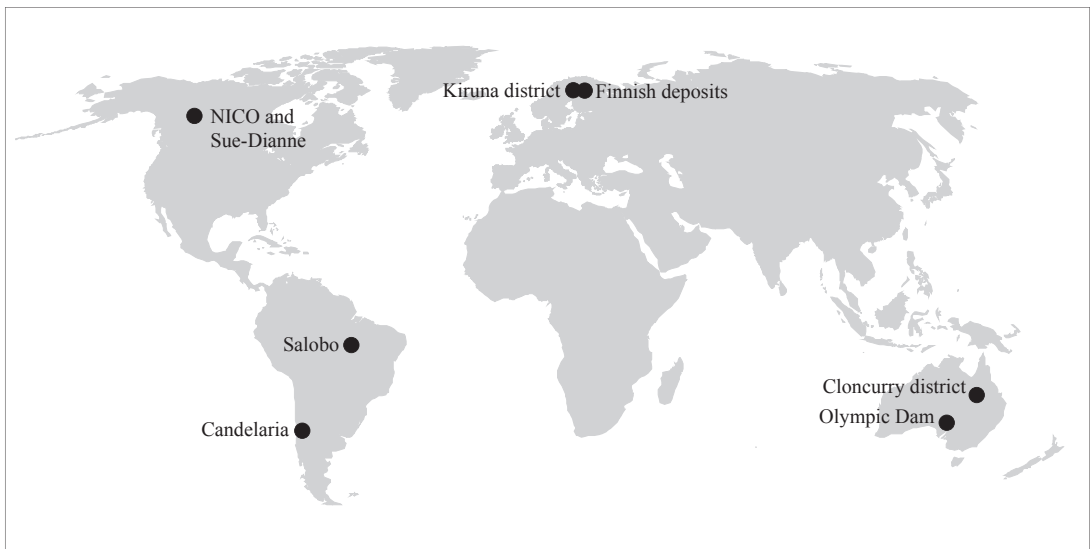 Kiruna district
Finnish deposits
NICO and
Sue-Dianne
Salobo
Cloncurry district
Olympic Dam
Candelaria